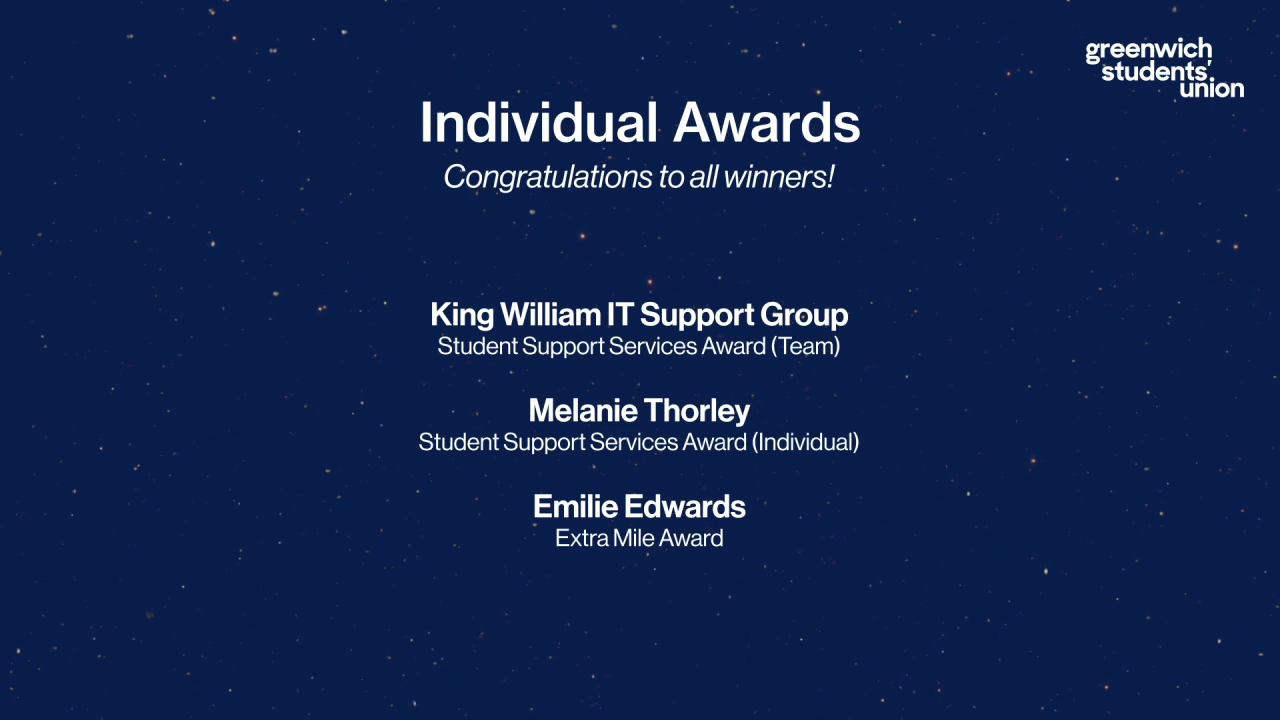 greenwich
students'
union
Individual Awards
Congratulations to all winners!
King William IT Support Group
Student Support Services Award (Team)
Melanie Thorley
Student Support Services Award (Individual)
Emilie Edwards
Extra Mile Award